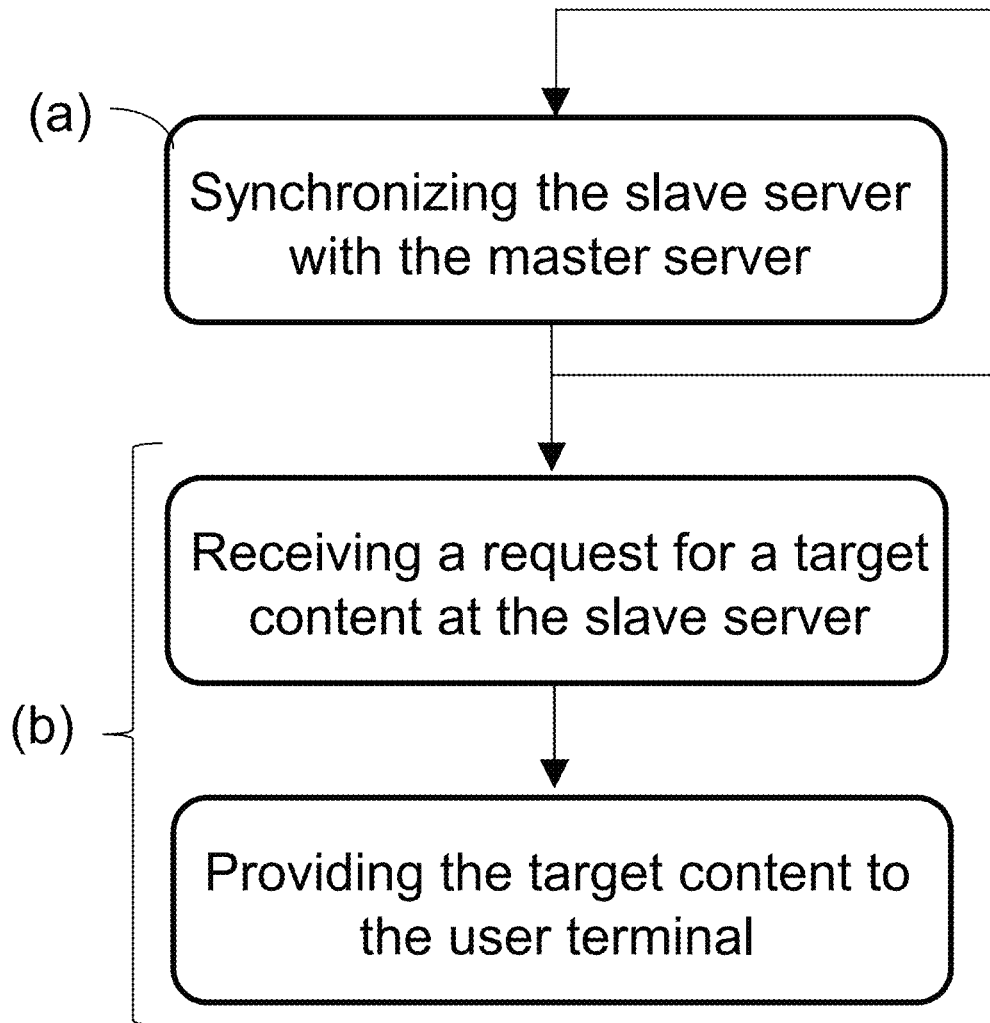 (a)
Synchronizing the slave server
with the master server
Receiving a request for a target
content at the slave server
(b)
Providing the target content to
the user terminal